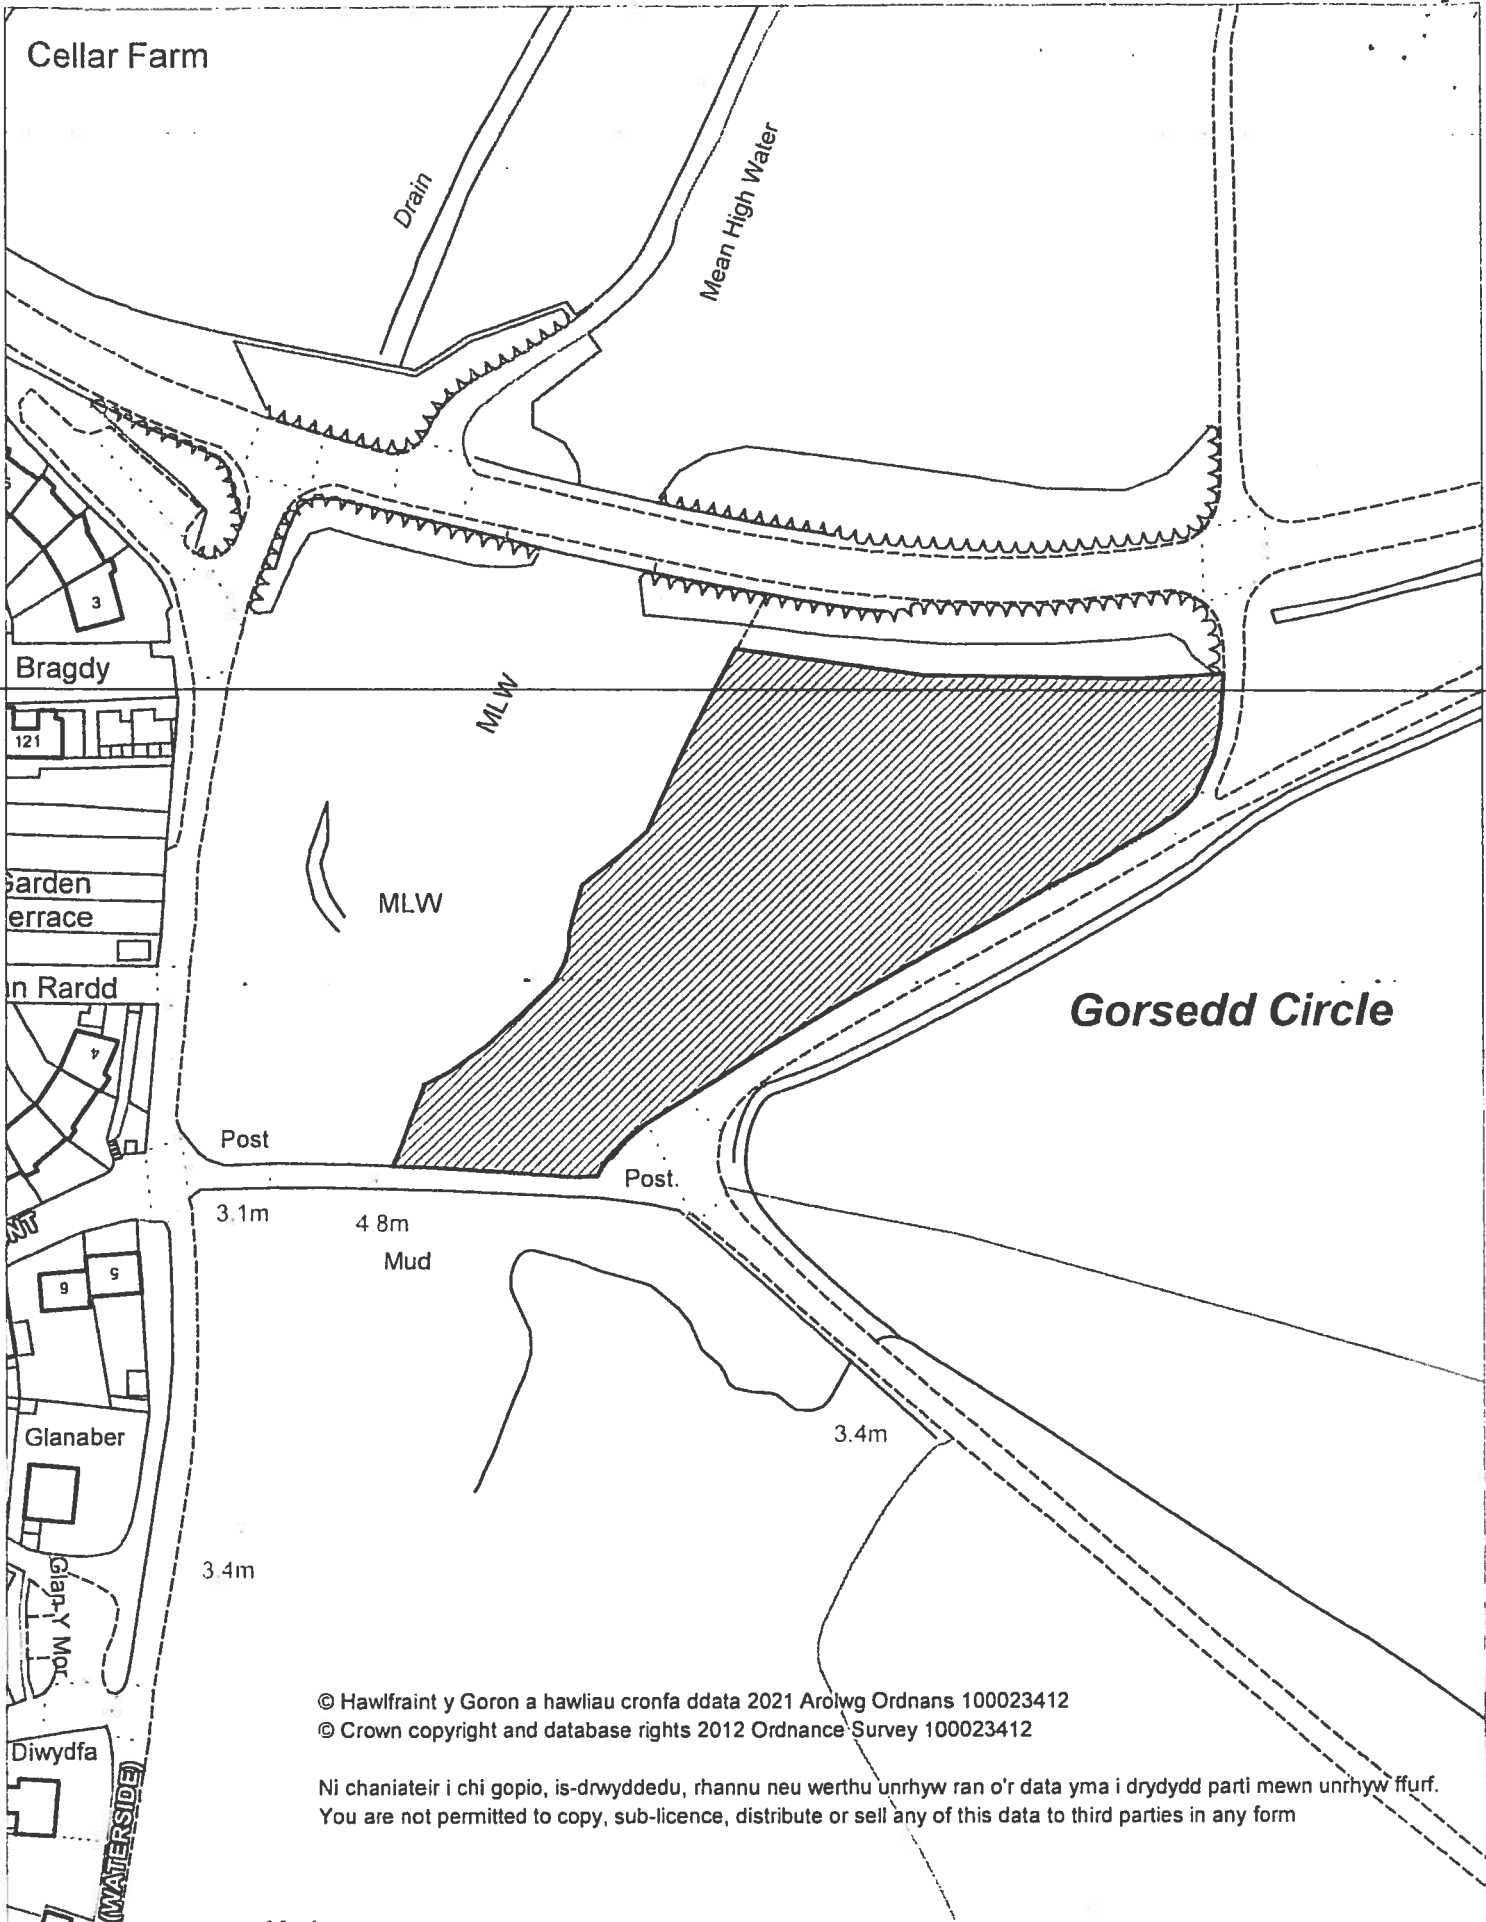 Cellar Farm
Drain
Mean High Water
3
Bragdy
MLW
121
MLW
Garden
Terrace
n Rardd
Gorsedd Circle
4
Post
Post.
3.1m
4.8m
Mud
5
6
Glanaber
3.4m
3.4m
Glan-Y Mor
© Hawlfraint y Goron a hawliau cronfa ddata 2021 Arolwg Ordnans 100023412
© Crown copyright and database rights 2012 Ordnance Survey 100023412
Diwydfa
Ni chaniateir i chi gopio, is-drwyddedu, rhannu neu werthu unrhyw ran o'r data yma i drydydd parti mewn unrhyw ffurf.
You are not permitted to copy, sub-licence, distribute or sell any of this data to third parties in any form
(WATERSIDE)